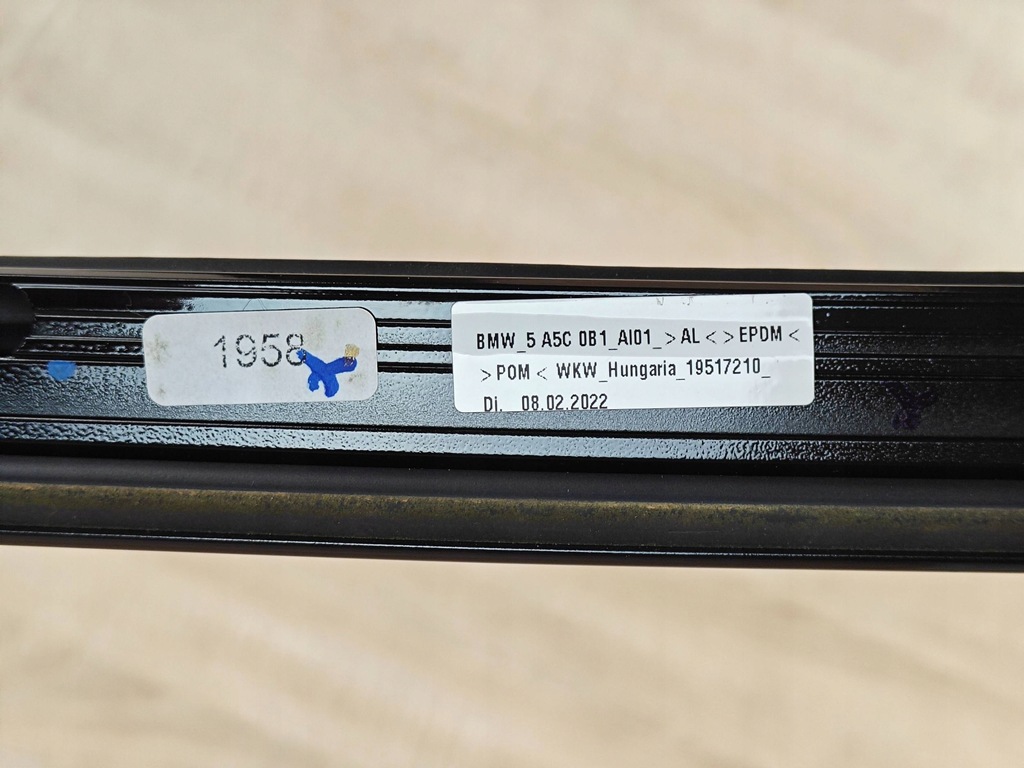 1958
BMW_5 A5C 0B1_AI01_>AL<>EPDM<
>POM< WKW_Hungaria_19517210_
Di. 08.02.2022